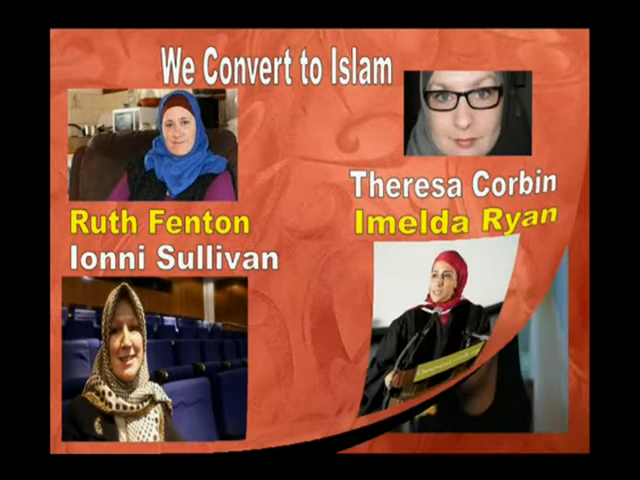 We Convert to Islam
Theresa Corbin
Ruth Fenton
Imelda Ryan
Ionni Sullivan